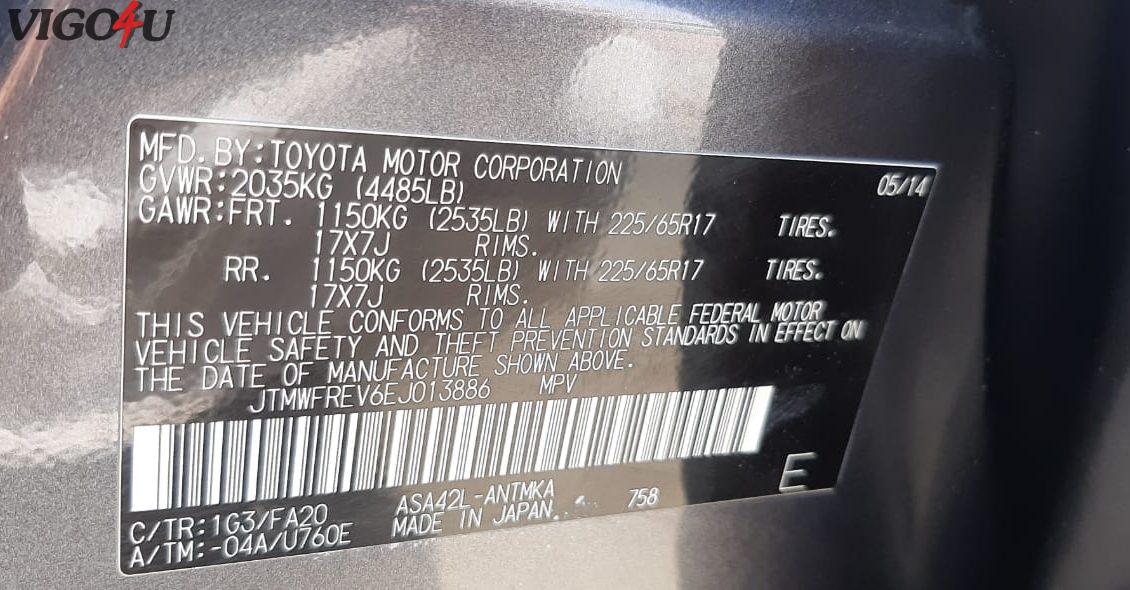 VIGO4U
MFD. BY: TOYOTA MOTOR CORPORATION 05/14
GVWR: 2035KG (4485LB)
GAWR: FRT. 1150KG (2535LB) WITH 225/65R17 TIRES.
17X7J RIMS.
RR. 1150KG (2535LB) WITH 225/65R17 TIRES.
17X7J RIMS.
THIS VEHICLE CONFORMS TO ALL APPLICABLE FEDERAL MOTOR
VEHICLE SAFETY AND THEFT PREVENTION STANDARDS IN EFFECT ON
THE DATE OF MANUFACTURE SHOWN ABOVE.
JTMWFREV6EJ013886 MPV
E
C/TR: 1G3/FA20 ASA42L-ANTMKA 758
A/TM: -04A/U760E MADE IN JAPAN